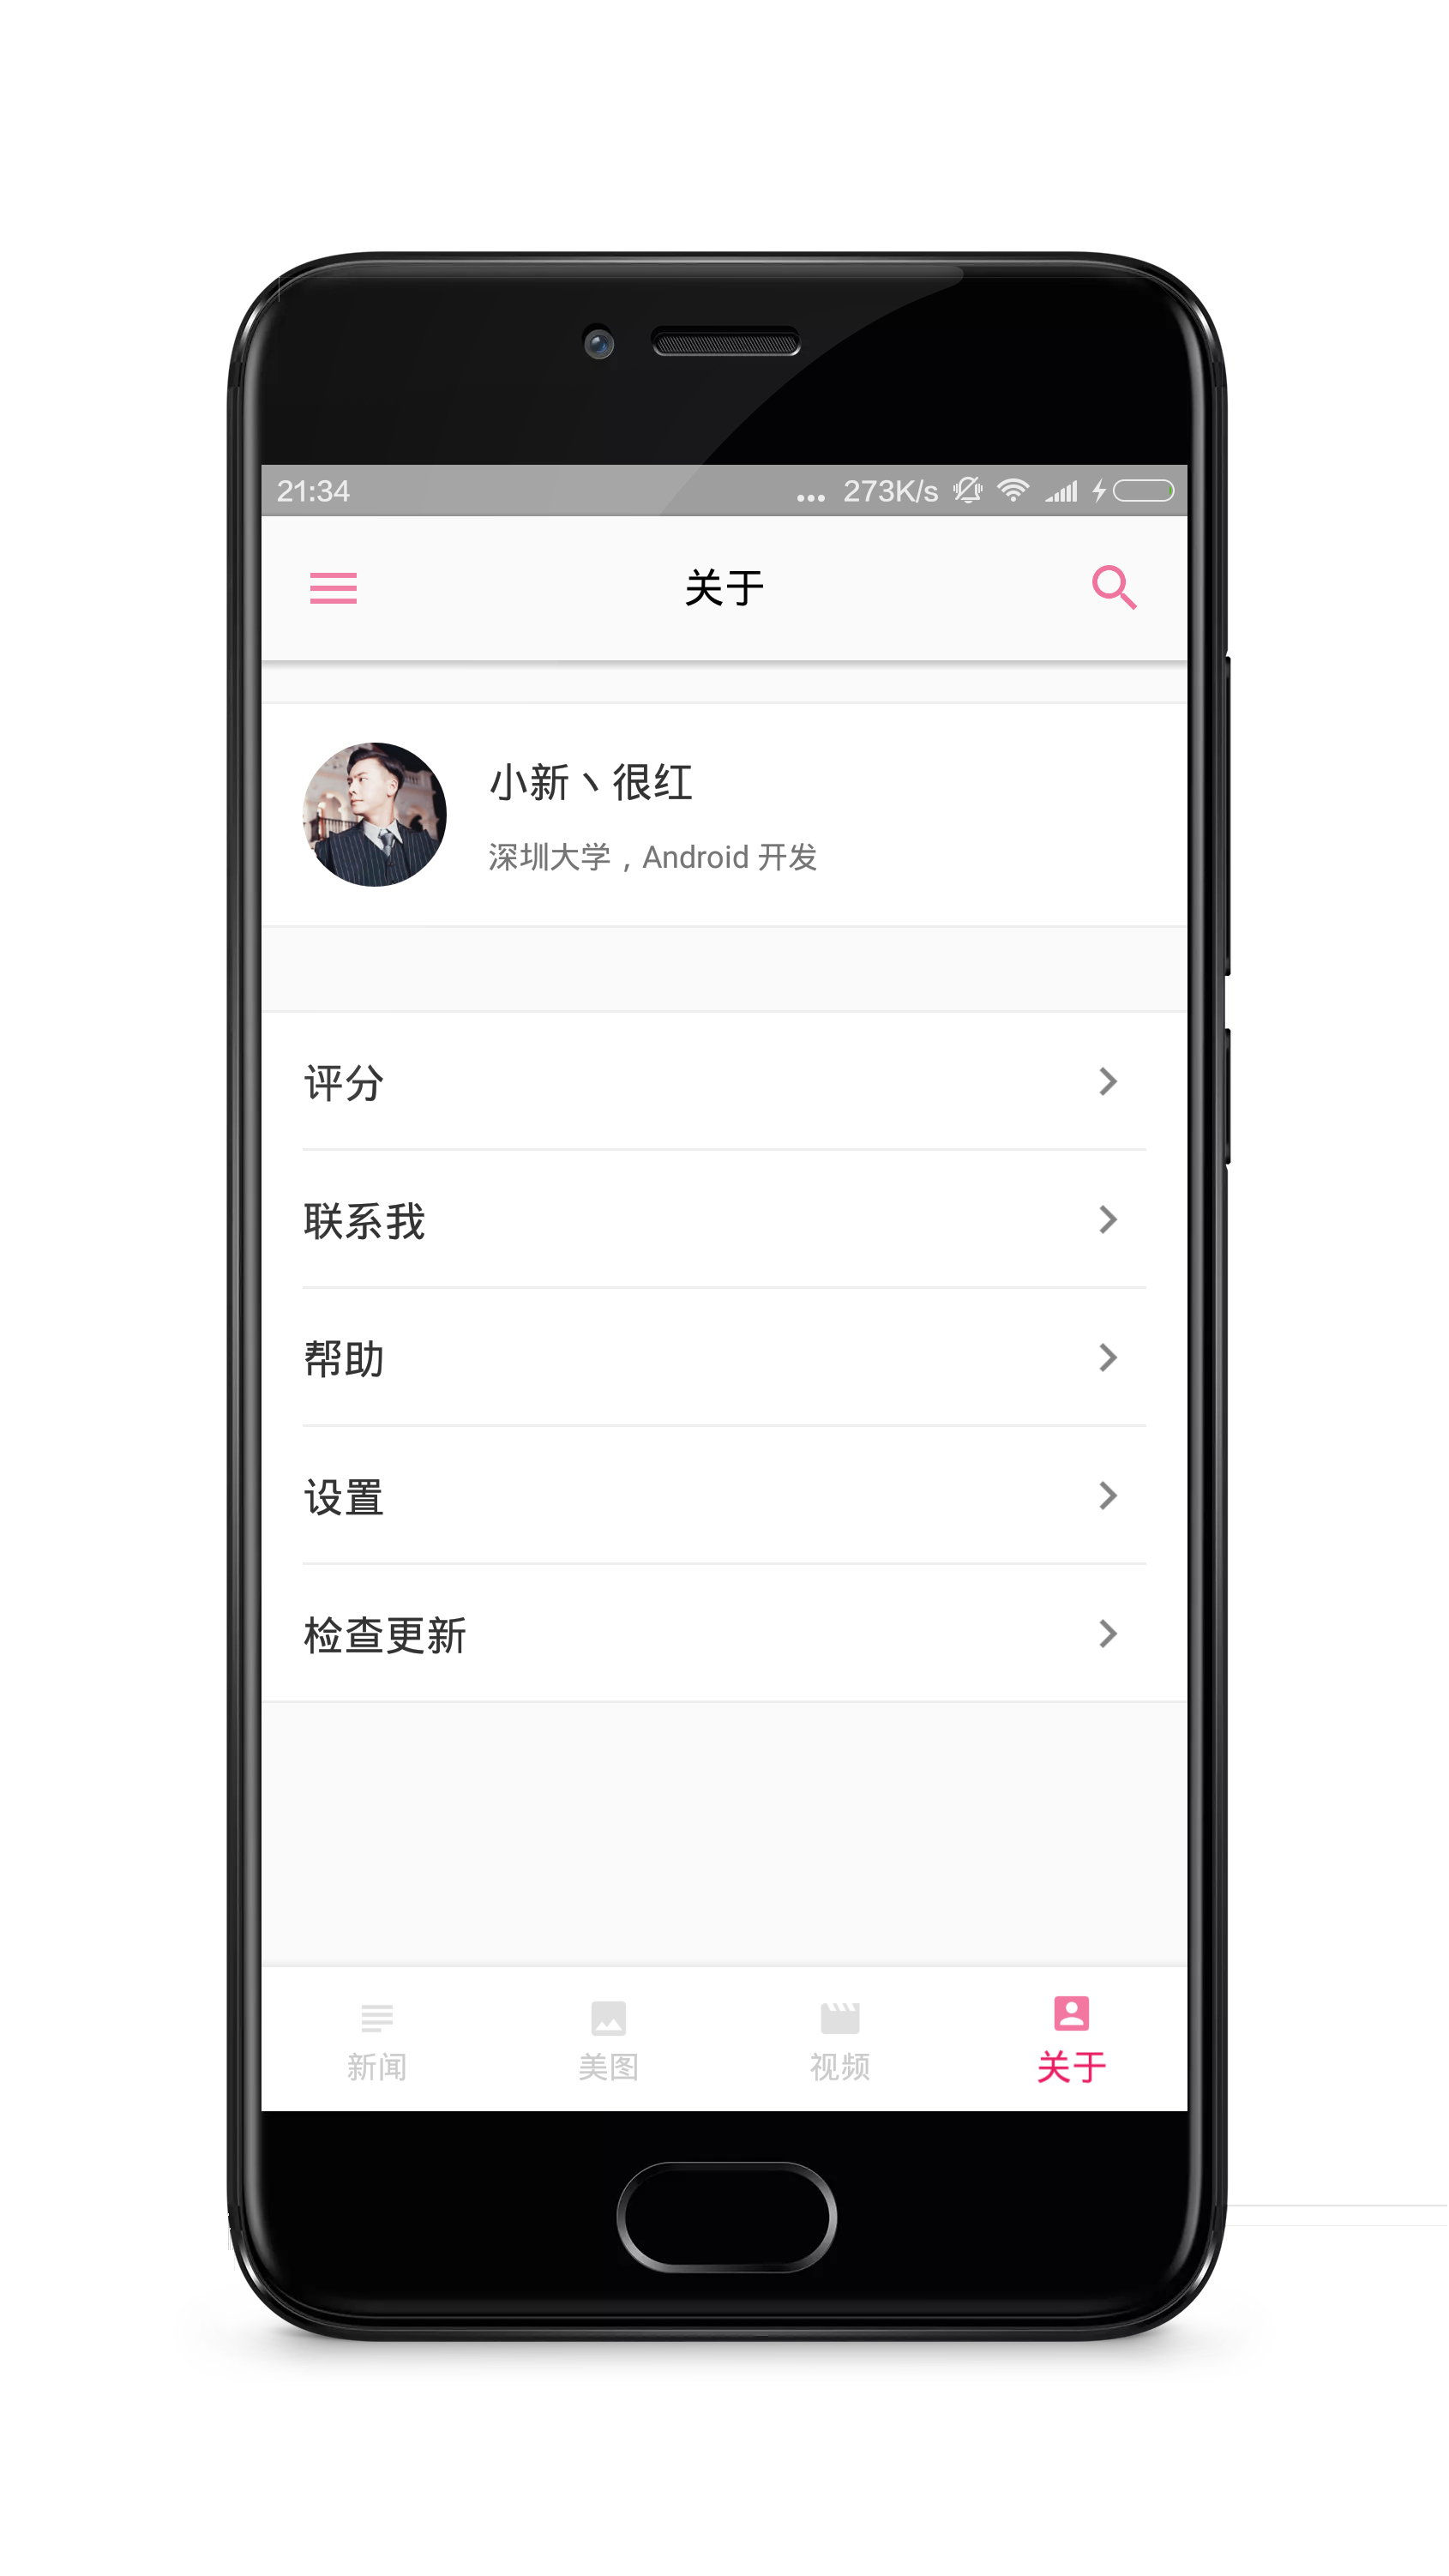 21:34 ... 273K/s
关于
小新丶很红
深圳大学，Android 开发
评分
联系我
帮助
设置
检查更新
新闻 美图 视频 关于